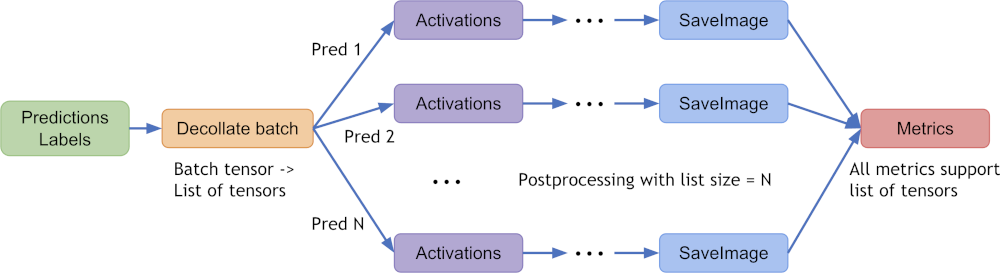 Predictions
Labels
Decollate batch
Batch tensor ->
List of tensors
Pred 1
Activations
...
SaveImage
Pred 2
Activations
...
SaveImage
...
Postprocessing with list size = N
Pred N
Activations
...
SaveImage
Metrics
All metrics support
list of tensors